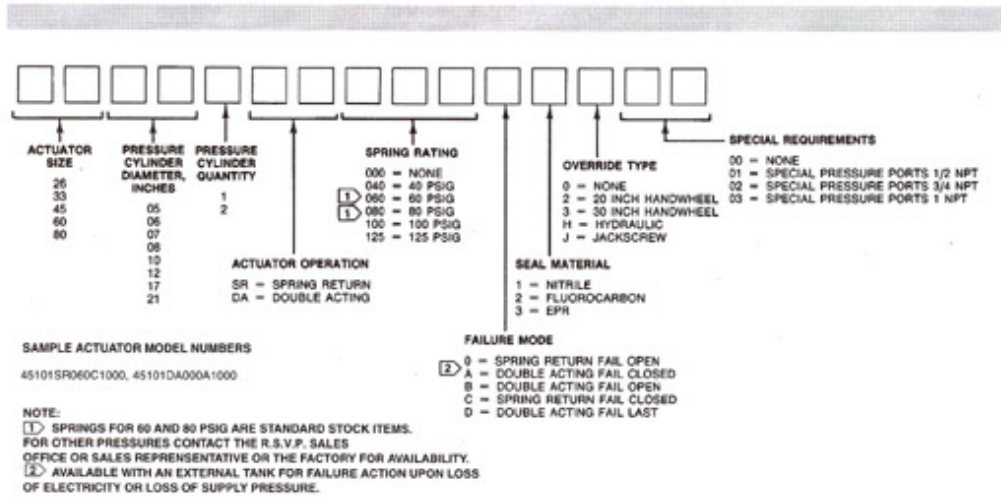 ACTUATOR
SIZE
26
33
45
60
80
PRESSURE
CYLINDER
DIAMETER,
INCHES
05
06
07
08
10
12
17
21
PRESSURE
CYLINDER
QUANTITY
1
2
ACTUATOR OPERATION
SR = SPRING RETURN
DA = DOUBLE ACTING
SPRING RATING
000 = NONE
040 = 40 PSIG
1 060 = 60 PSIG
1 080 = 80 PSIG
100 = 100 PSIG
125 = 125 PSIG
FAILURE MODE
0 = SPRING RETURN FAIL OPEN
2 A = DOUBLE ACTING FAIL CLOSED
B = DOUBLE ACTING FAIL OPEN
C = SPRING RETURN FAIL CLOSED
D = DOUBLE ACTING FAIL LAST
SEAL MATERIAL
1 = NITRILE
2 = FLUOROCARBON
3 = EPR
OVERRIDE TYPE
0 = NONE
2 = 20 INCH HANDWHEEL
3 = 30 INCH HANDWHEEL
H = HYDRAULIC
J = JACKSCREW
SPECIAL REQUIREMENTS
00 = NONE
01 = SPECIAL PRESSURE PORTS 1/2 NPT
02 = SPECIAL PRESSURE PORTS 3/4 NPT
03 = SPECIAL PRESSURE PORTS 1 NPT
SAMPLE ACTUATOR MODEL NUMBERS
45101SR060C1000, 45101DA000A1000
NOTE:
1 SPRINGS FOR 60 AND 80 PSIG ARE STANDARD STOCK ITEMS.
FOR OTHER PRESSURES CONTACT THE R.S.V.P. SALES
OFFICE OR SALES REPRENSENTATIVE OR THE FACTORY FOR AVAILABILITY.
2 AVAILABLE WITH AN EXTERNAL TANK FOR FAILURE ACTION UPON LOSS
OF ELECTRICITY OR LOSS OF SUPPLY PRESSURE.